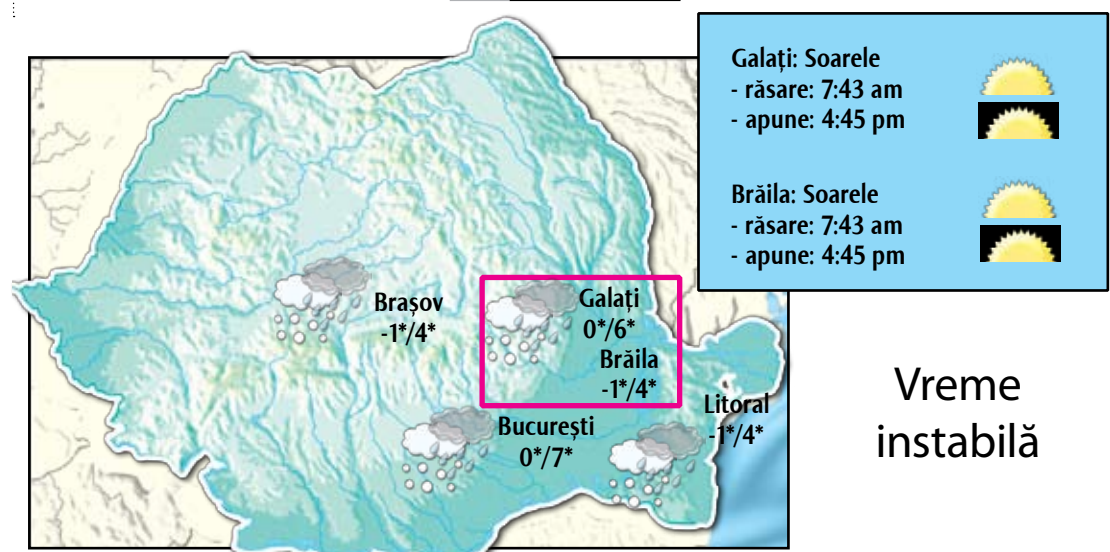 Galați: Soarele
- răsare: 7:43 am
- apune: 4:45 pm
Brăila: Soarele
- răsare: 7:43 am
- apune: 4:45 pm
Brașov
-1*/4*
Galați
0*/6*
Brăila
-1*/4*
Litoral
-1*/4*
București
0*/7*
Vreme
instabilă